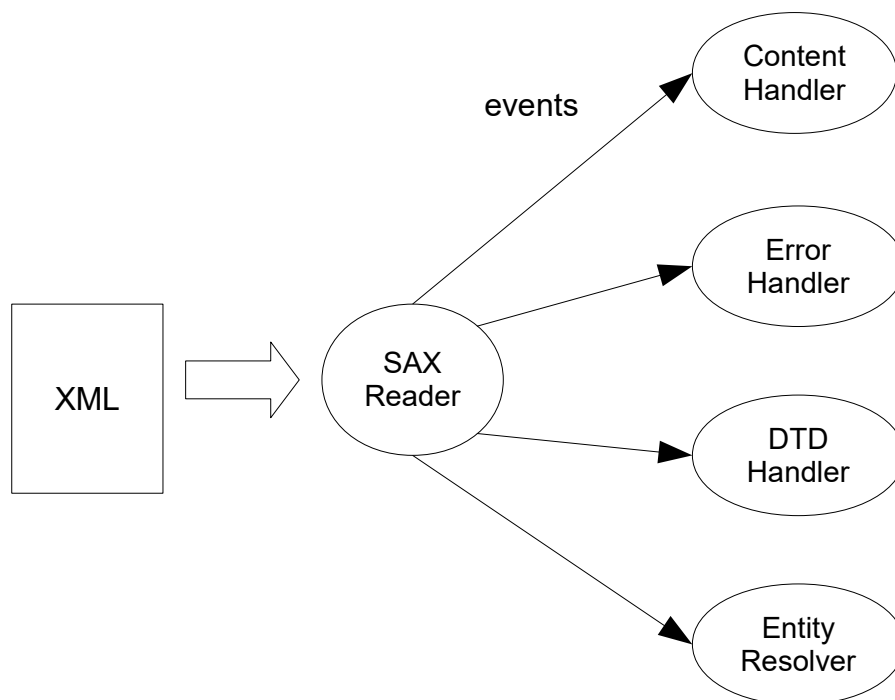 Content
Handler
events
Error
Handler
XML
SAX
Reader
DTD
Handler
Entity
Resolver